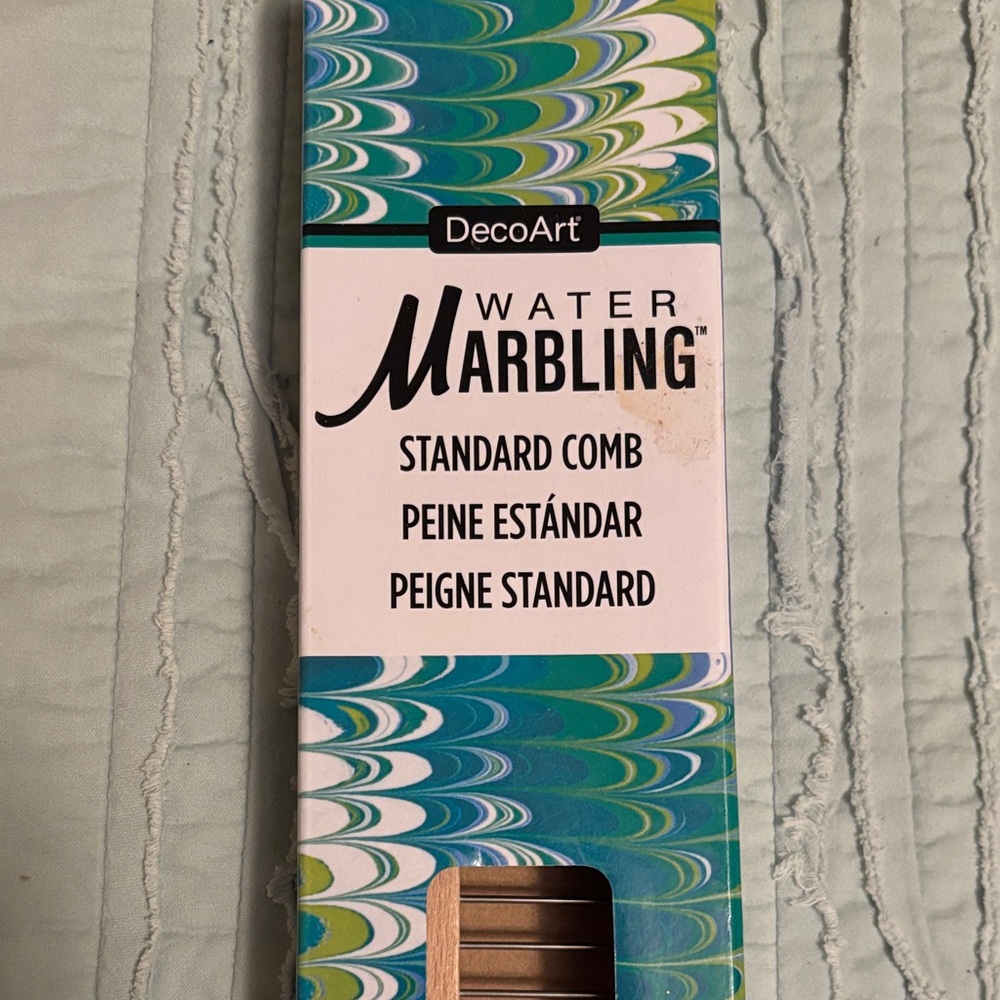 DecoArt®
WATER
MARBLING™
STANDARD COMB
PEINE ESTÁNDAR
PEIGNE STANDARD